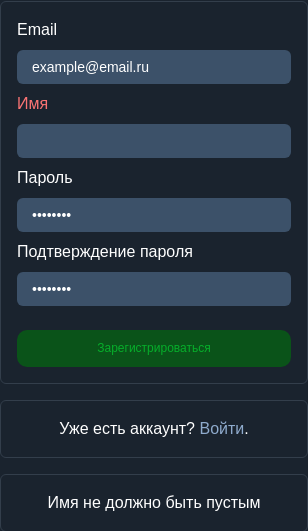 Email
example@email.ru
Имя
Пароль
••••••••
Подтверждение пароля
••••••••
Зарегистрироваться
Уже есть аккаунт? Войти.
Имя не должно быть пустым